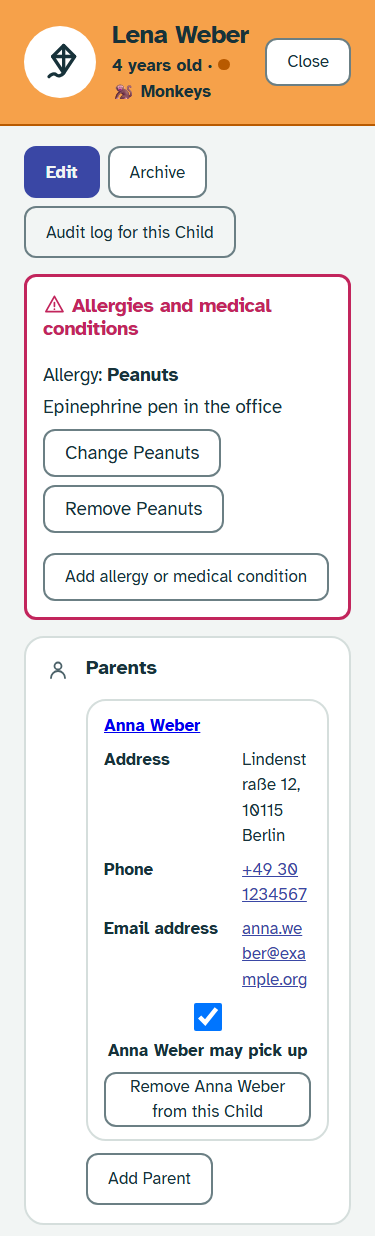 Lena Weber
4 years old ·
Monkeys
Close
Edit
Archive
Audit log for this Child
Allergies and medical
conditions
Allergy: Peanuts
Epinephrine pen in the office
Change Peanuts
Remove Peanuts
Add allergy or medical condition
Parents
Anna Weber
Address
Lindenst
raße 12,
10115
Berlin
Phone
+49 30
1234567
Email address
anna.we
ber@exa
mple.org
Anna Weber may pick up
Remove Anna Weber
from this Child
Add Parent